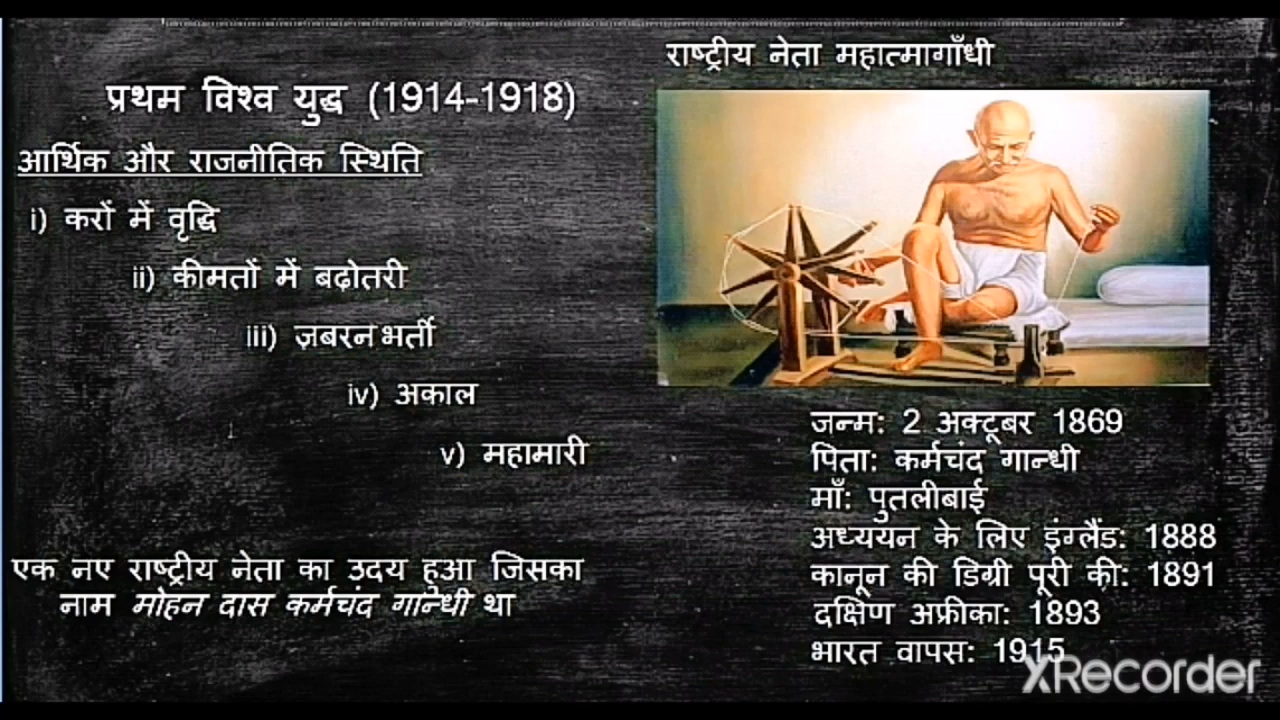 राष्ट्रीय नेता महात्मागाँधी
प्रथम विश्व युद्ध (1914-1918)
आर्थिक और राजनीतिक स्थिति
i) करों में वृद्धि
ii) कीमतों में बढ़ोतरी
iii) ज़बरन भर्ती
iv) अकाल
v) महामारी
एक नए राष्ट्रीय नेता का उदय हुआ जिसका
नाम मोहन दास कर्मचंद गान्धी था
जन्म: 2 अक्टूबर 1869
पिता: कर्मचंद गान्धी
माँ: पुतलीबाई
अध्ययन के लिए इंग्लैंड: 1888
कानून की डिग्री पूरी की: 1891
दक्षिण अफ्रीका: 1893
भारत वापस: 1915
XRecorder